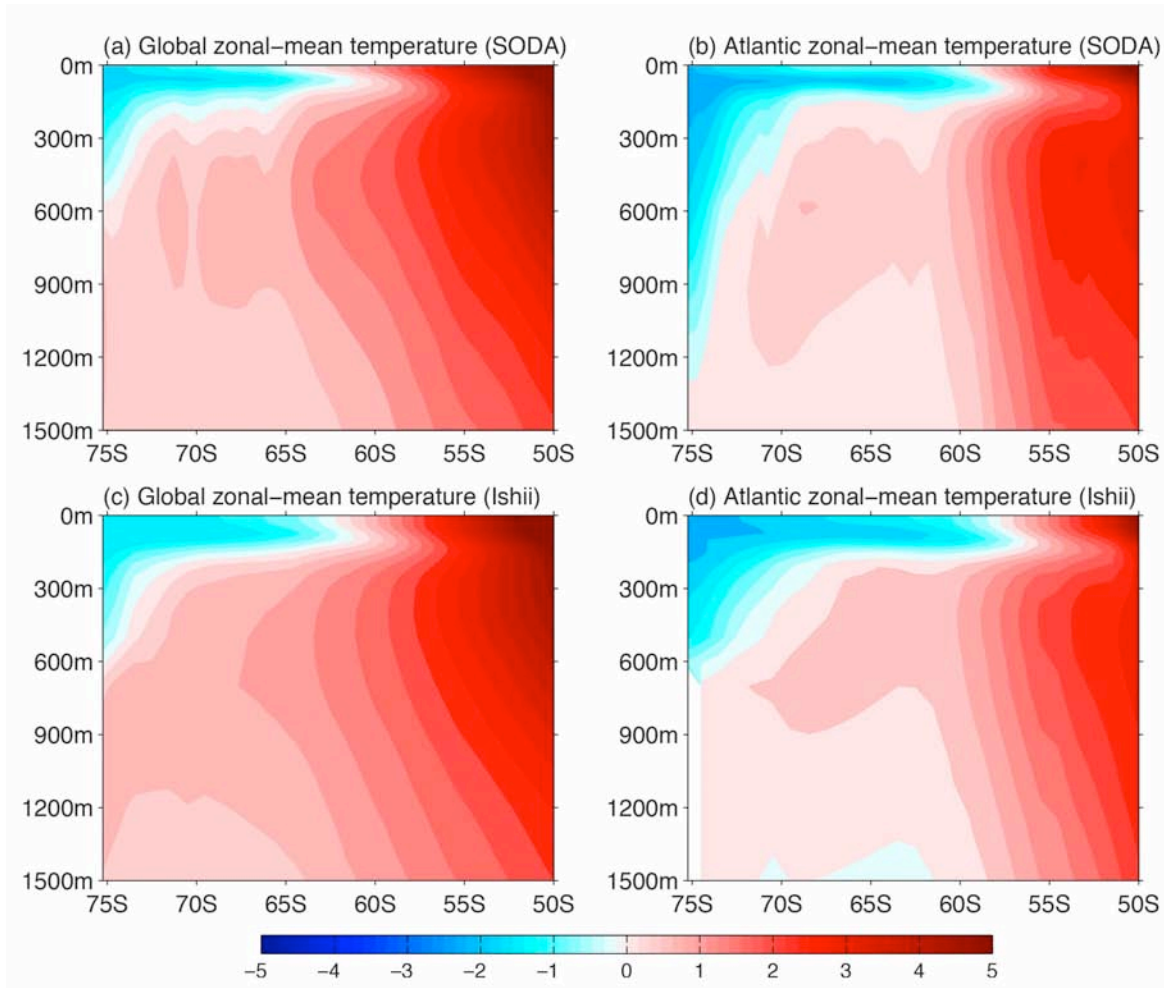 (a) Global zonal−mean temperature (SODA)
0m
300m
600m
900m
1200m
1500m
75S 70S 65S 60S 55S 50S
(b) Atlantic zonal−mean temperature (SODA)
0m
300m
600m
900m
1200m
1500m
75S 70S 65S 60S 55S 50S
(c) Global zonal−mean temperature (Ishii)
0m
300m
600m
900m
1200m
1500m
75S 70S 65S 60S 55S 50S
(d) Atlantic zonal−mean temperature (Ishii)
0m
300m
600m
900m
1200m
1500m
75S 70S 65S 60S 55S 50S
−5 −4 −3 −2 −1 0 1 2 3 4 5